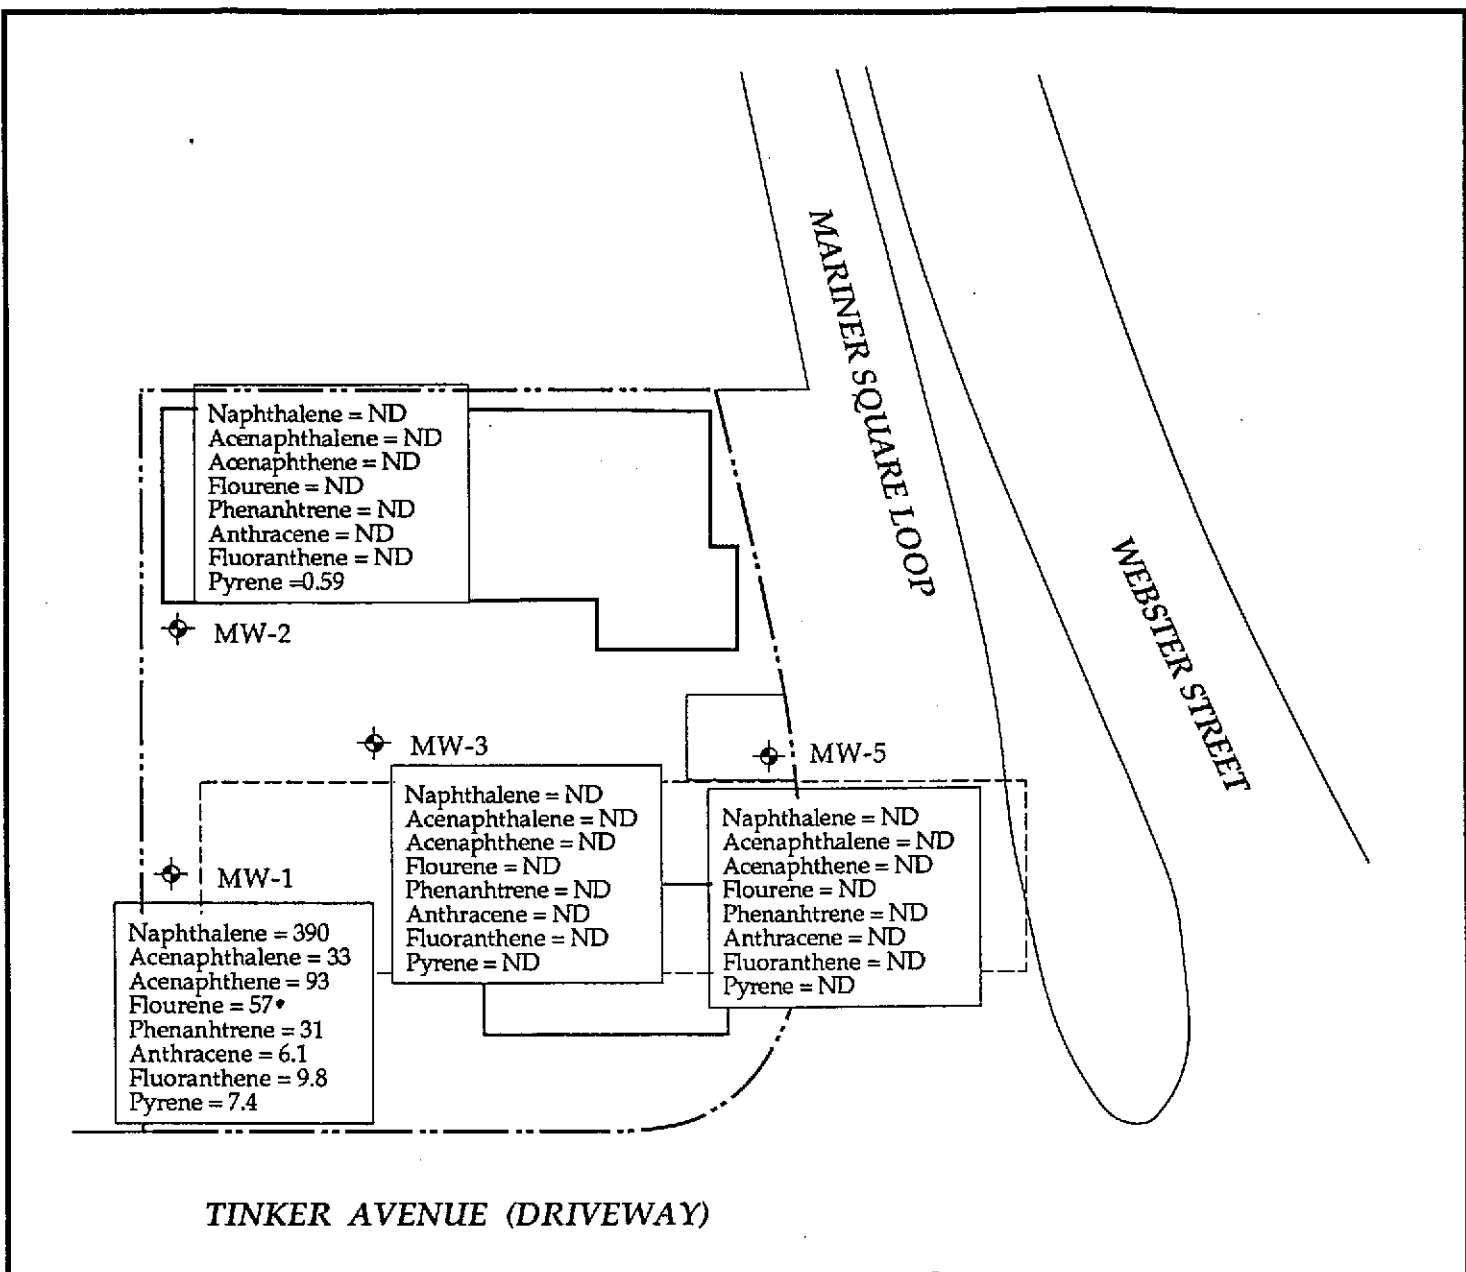 MARINER SQUARE LOOP
WEBSTER STREET
Naphthalene = ND
Acenaphthalene = ND
Acenaphthene = ND
Flourene = ND
Phenanhtrene = ND
Anthracene = ND
Fluoranthene = ND
Pyrene =0.59
MW-2
MW-3
MW-5
Naphthalene = ND
Acenaphthalene = ND
Acenaphthene = ND
Flourene = ND
Phenanhtrene = ND
Anthracene = ND
Fluoranthene = ND
Pyrene = ND
Naphthalene = ND
Acenaphthalene = ND
Acenaphthene = ND
Flourene = ND
Phenanhtrene = ND
Anthracene = ND
Fluoranthene = ND
Pyrene = ND
MW-1
Naphthalene = 390
Acenaphthalene = 33
Acenaphthene = 93
Flourene = 57
Phenanhtrene = 31
Anthracene = 6.1
Fluoranthene = 9.8
Pyrene = 7.4
TINKER AVENUE (DRIVEWAY)